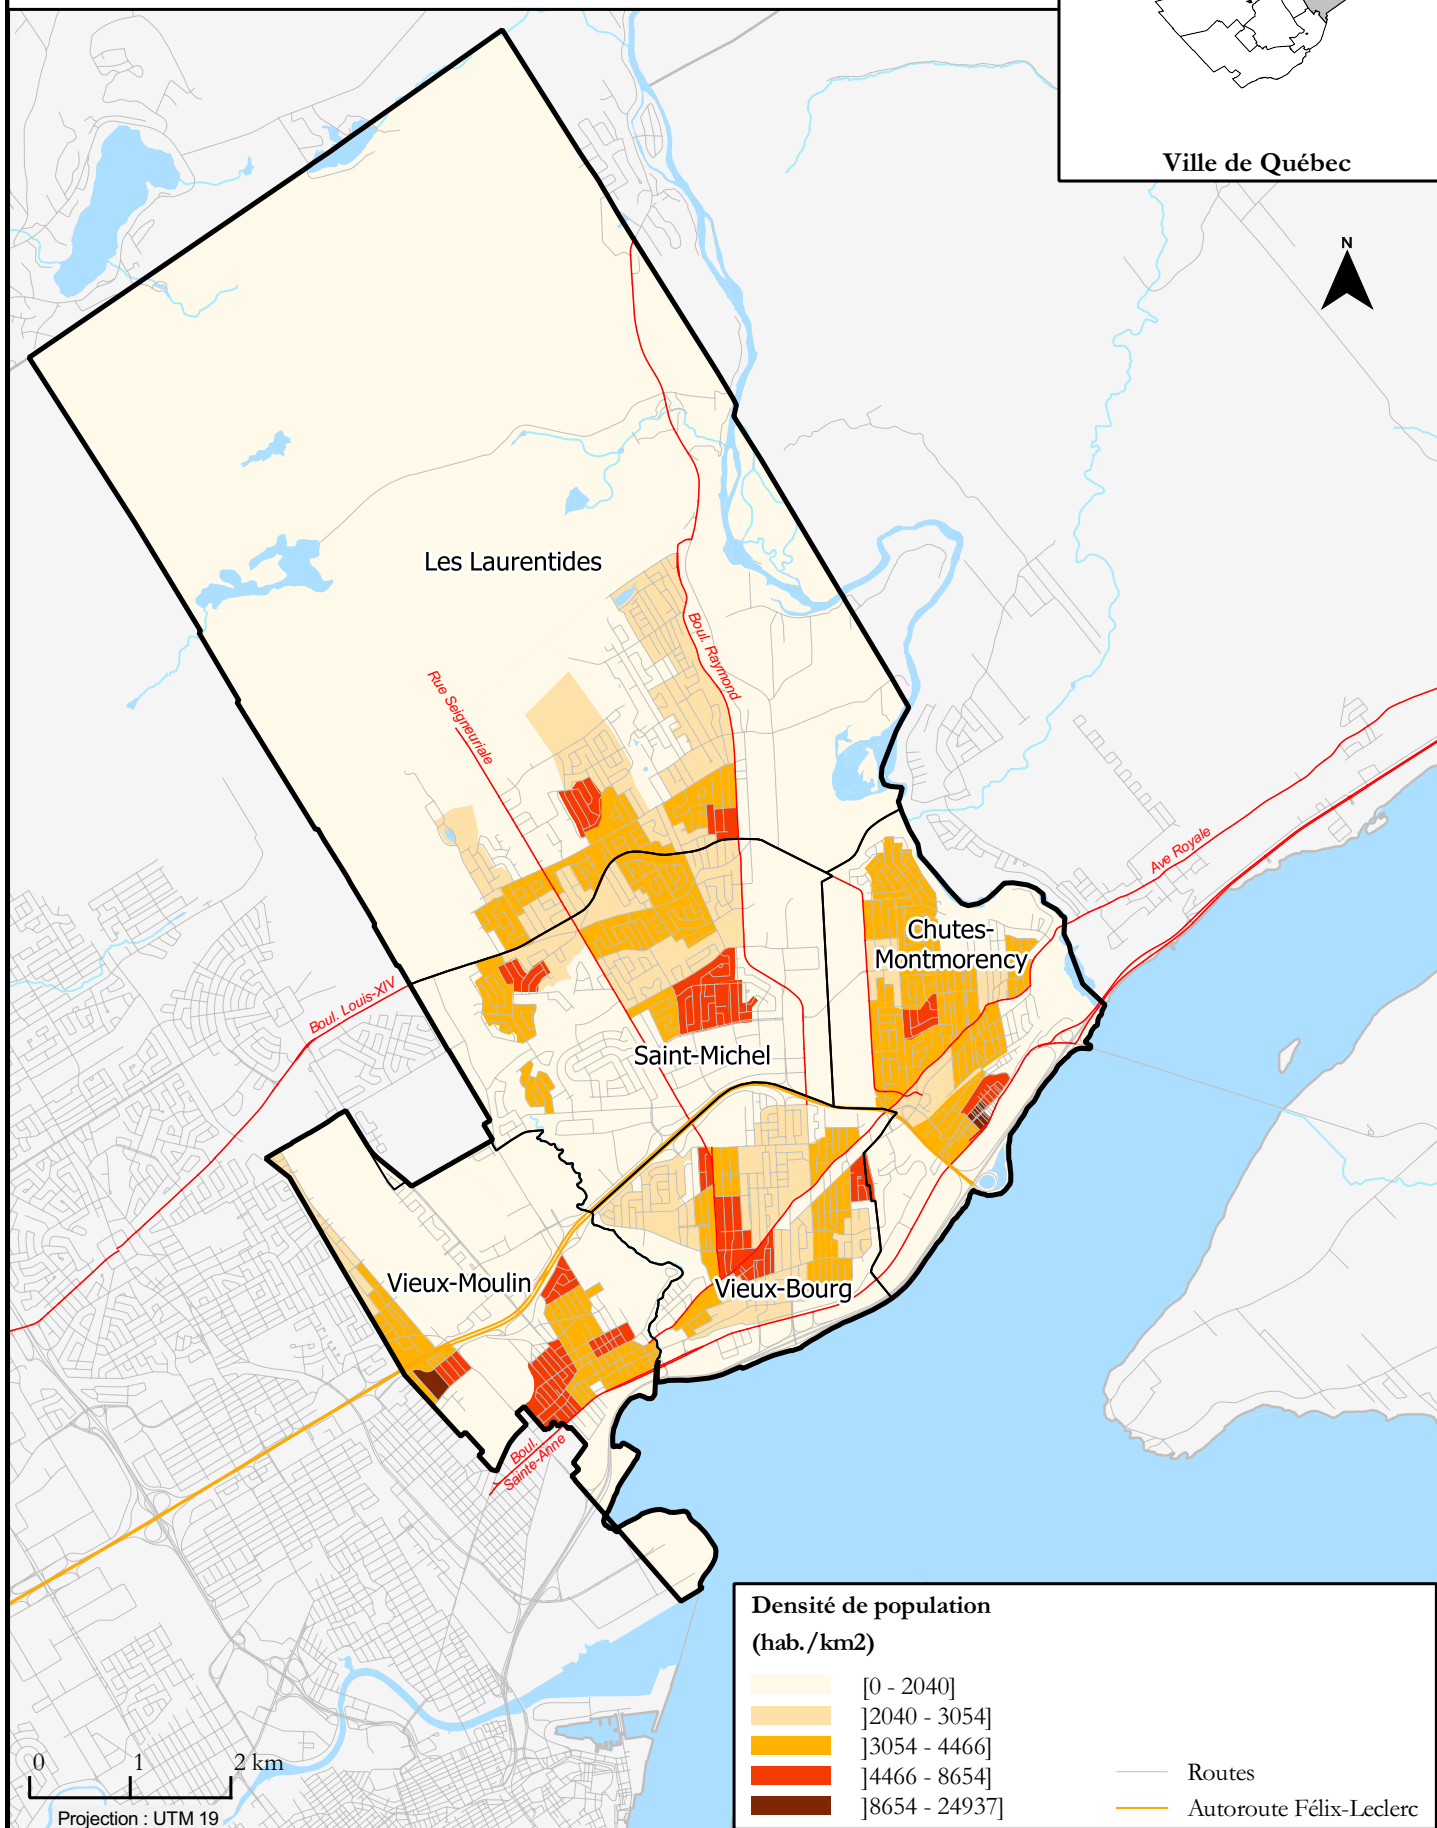 Ville de Québec
N
Les Laurentides
Boul. Raymond
Rue Seigneuriale
Ave Royale
Chutes-
Montmorency
Boul. Louis-XIV
Saint-Michel
Vieux-Moulin
Vieux-Bourg
Boul.
Sainte-Anne
Densité de population
(hab./km2)
[0 - 2040]
]2040 - 3054]
]3054 - 4466]
]4466 - 8654]
]8654 - 24937]
Routes
Autoroute Félix-Leclerc
0 1 2 km
Projection : UTM 19